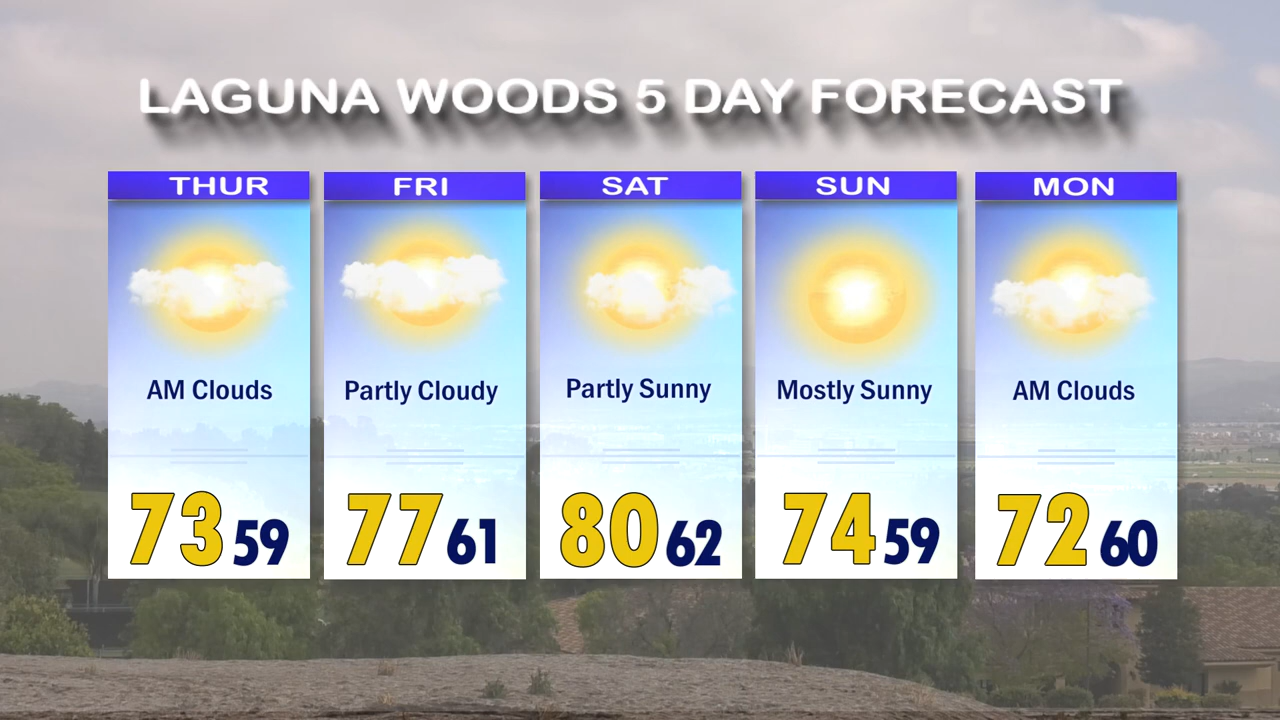 LAGUNA WOODS 5 DAY FORECAST
THUR
AM Clouds
73 59
FRI
Partly Cloudy
77 61
SAT
Partly Sunny
80 62
SUN
Mostly Sunny
74 59
MON
AM Clouds
72 60